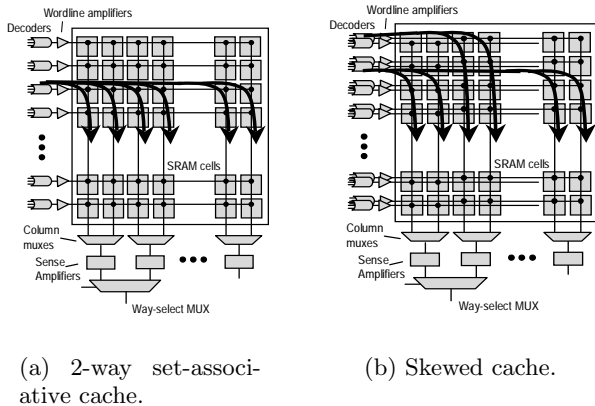 Wordline amplifiers
Decoders
SRAM cells
Column
muxes
Sense
Amplifiers
Way-select MUX
Wordline amplifiers
Decoders
SRAM cells
Column
muxes
Sense
Amplifiers
Way-select MUX
(a) 2-way set-associ-
ative cache.
(b) Skewed cache.